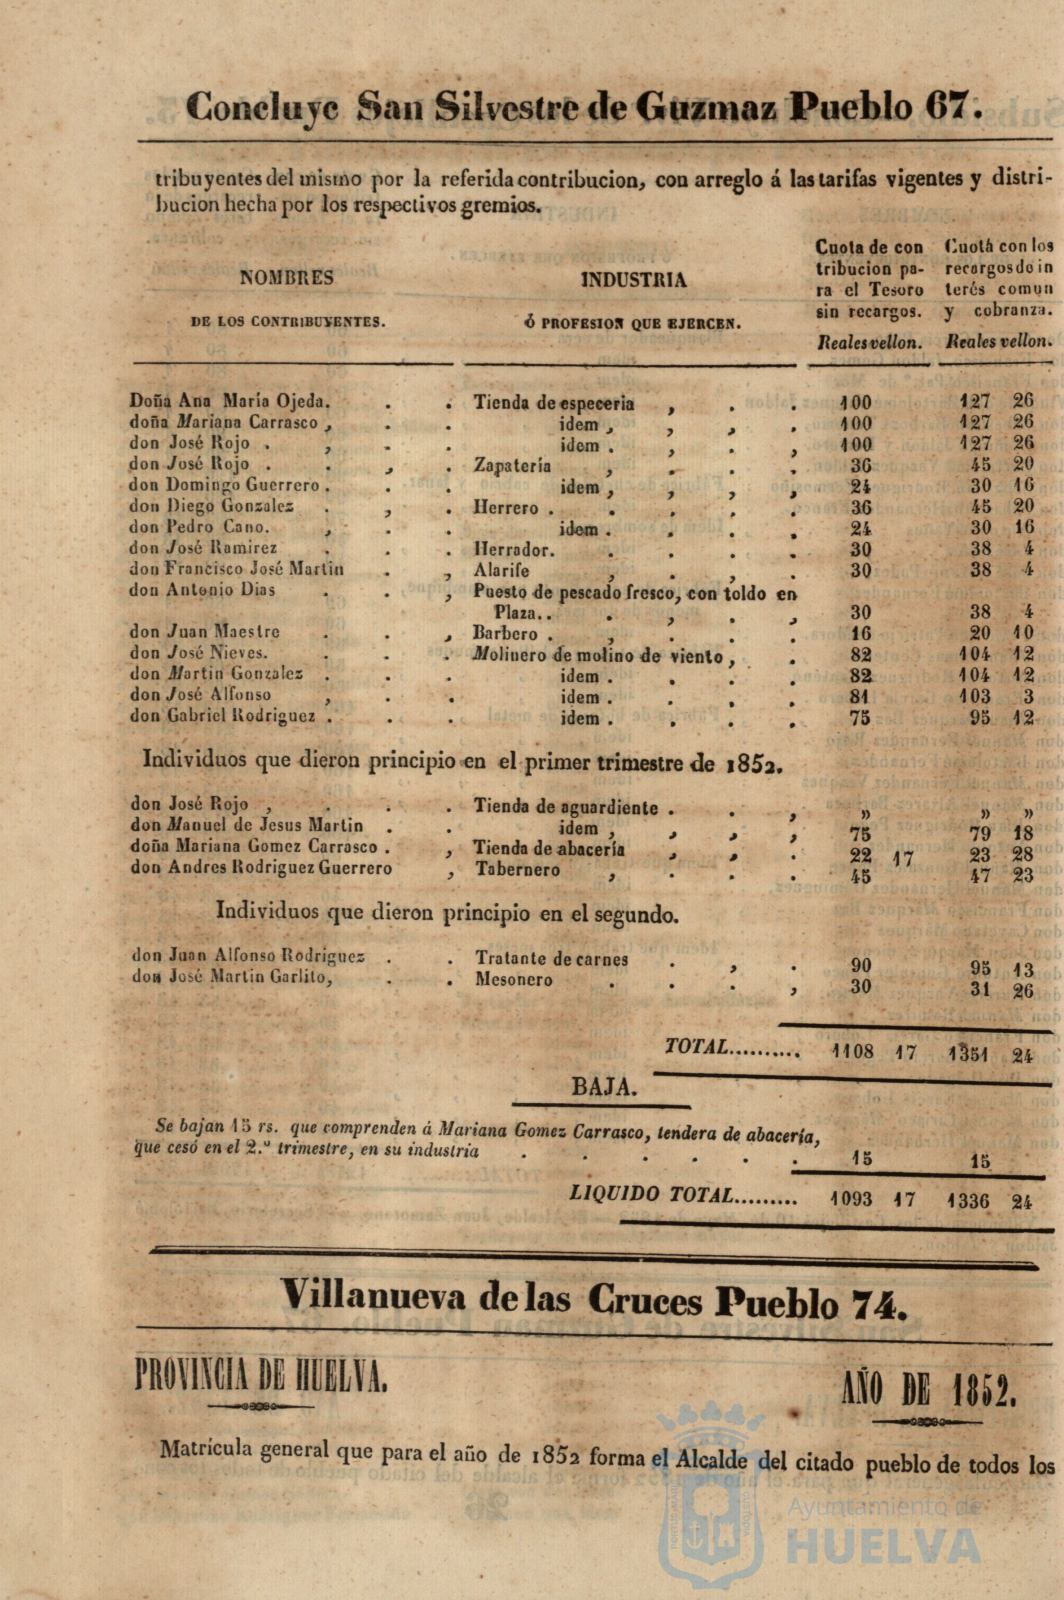 Concluye San Silvestre de Guzmaz Pueblo 67.
tribuyentes del mismo por la referida contribucion, con arreglo á las tarifas vigentes y distri-
bucion hecha por los respectivos gremios.
NOMBRES
DE LOS CONTRIBUYENTES.
INDUSTRIA
Ó PROFESION QUE EJERCEN.
Cuota de con
tribucion pa-
ra el Tesoro
sin recargos.
Reales vellon.
Cuotá con los
recargos do in
terés comun
y cobranza.
Reales vellon.
Doña Ana María Ojeda. . . Tienda de especeria , . . 100 127 26
doña Mariana Carrasco , . . idem , , , . 100 127 26
don José Rojo . , . . idem . , . , 100 127 26
don José Rojo . . , . Zapatería , . . . 36 45 20
don Domingo Guerrero . . . idem , , , , 24 30 16
don Diego Gonzalez . , . Herrero . . . . . 36 45 20
don Pedro Cano. , . . idem . . . . 24 30 16
don José Ramirez . . . Herrador. . . . . 30 38 4
don Francisco José Martin . , Alarife , . , . 30 38 4
don Antonio Dias . . , Puesto de pescado fresco, con toldo en
Plaza.. . , . , 30 38 4
don Juan Maestre . . , Barbero . , . . . 16 20 10
don José Nieves. . . . Molinero de molino de viento , . 82 104 12
don Martin Gonzalez . . . idem . . . . 82 104 12
don José Alfonso , . . idem . . . . 81 103 3
don Gabriel Rodriguez . . . idem . . . . 75 95 12
Individuos que dieron principio en el primer trimestre de 1852.
don José Rojo , . . . Tienda de aguardiente . . , » » »
don Manuel de Jesus Martin . . idem , , , , 75 79 18
doña Mariana Gomez Carrasco . , Tienda de abacería , , . 22 17 23 28
don Andres Rodriguez Guerrero , Tabernero , . . . 45 47 23
Individuos que dieron principio en el segundo.
don Juan Alfonso Rodriguez . . Tratante de carnes . , . 90 95 13
don José Martin Garlito, . . Mesonero . . . , 30 31 26
TOTAL.......... 1108 17 1351 24
BAJA.
Se bajan 15 rs. que comprenden á Mariana Gomez Carrasco, tendera de abacería,
que cesó en el 2.º trimestre, en su industria . . . . . . 15 15
LIQUIDO TOTAL......... 1093 17 1336 24
Villanueva de las Cruces Pueblo 74.
PROVINCIA DE HUELVA.
AÑO DE 1852.
Matrícula general que para el año de 1852 forma el Alcalde del citado pueblo de todos los
Ayuntamiento de
HUELVA